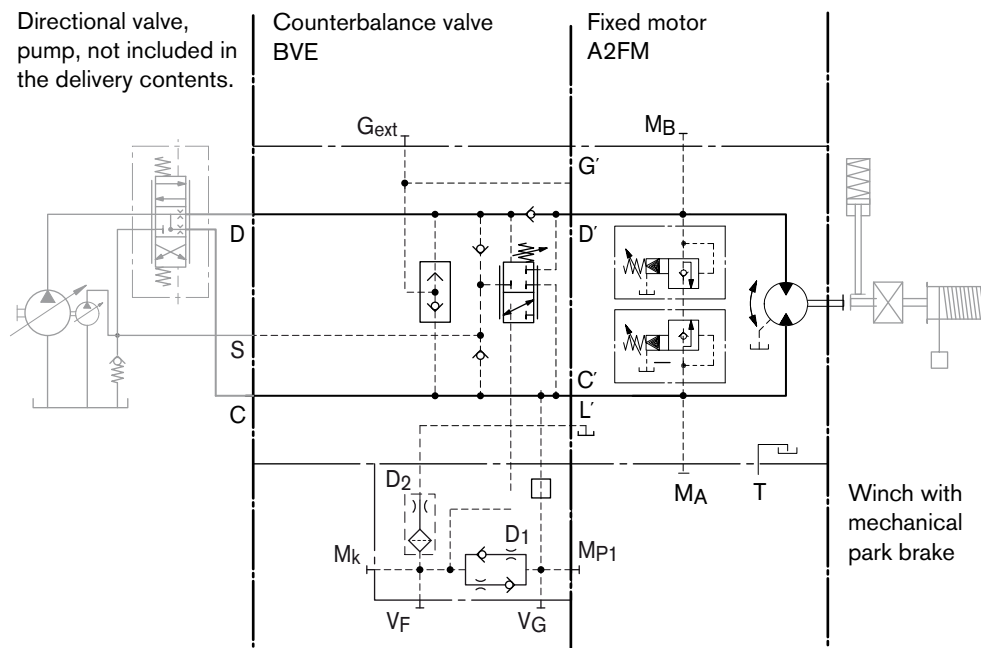 Directional valve,
pump, not included in
the delivery contents.
Counterbalance valve
BVE
Fixed motor
A2FM
Gext
MB
G′
D
D′
S
C′
C
L′
D2
MA
T
Winch with
mechanical
park brake
D1
Mk
MP1
VF
VG